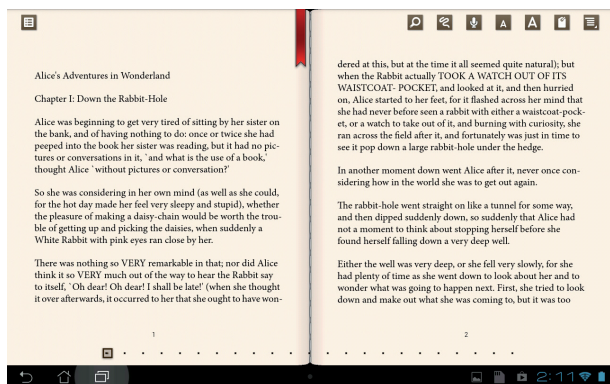 Alice's Adventures in Wonderland
Chapter I: Down the Rabbit-Hole
Alice was beginning to get very tired of sitting by her sister on
the bank, and of having nothing to do: once or twice she had
peeped into the book her sister was reading, but it had no pic-
tures or conversations in it, `and what is the use of a book,'
thought Alice `without pictures or conversation?'
So she was considering in her own mind (as well as she could,
for the hot day made her feel very sleepy and stupid), whether
the pleasure of making a daisy-chain would be worth the trou-
ble of getting up and picking the daisies, when suddenly a
White Rabbit with pink eyes ran close by her.
There was nothing so VERY remarkable in that; nor did Alice
think it so VERY much out of the way to hear the Rabbit say
to itself, `Oh dear! Oh dear! I shall be late!' (when she thought
it over afterwards, it occurred to her that she ought to have won-
1
A
A
dered at this, but at the time it all seemed quite natural); but
when the Rabbit actually TOOK A WATCH OUT OF ITS
WAISTCOAT- POCKET, and looked at it, and then hurried
on, Alice started to her feet, for it flashed across her mind that
she had never before seen a rabbit with either a waistcoat-pock-
et, or a watch to take out of it, and burning with curiosity, she
ran across the field after it, and fortunately was just in time to
see it pop down a large rabbit-hole under the hedge.
In another moment down went Alice after it, never once con-
sidering how in the world she was to get out again.
The rabbit-hole went straight on like a tunnel for some way,
and then dipped suddenly down, so suddenly that Alice had
not a moment to think about stopping herself before she
found herself falling down a very deep well.
Either the well was very deep, or she fell very slowly, for she
had plenty of time as she went down to look about her and to
wonder what was going to happen next. First, she tried to look
down and make out what she was coming to, but it was too
2
2:11